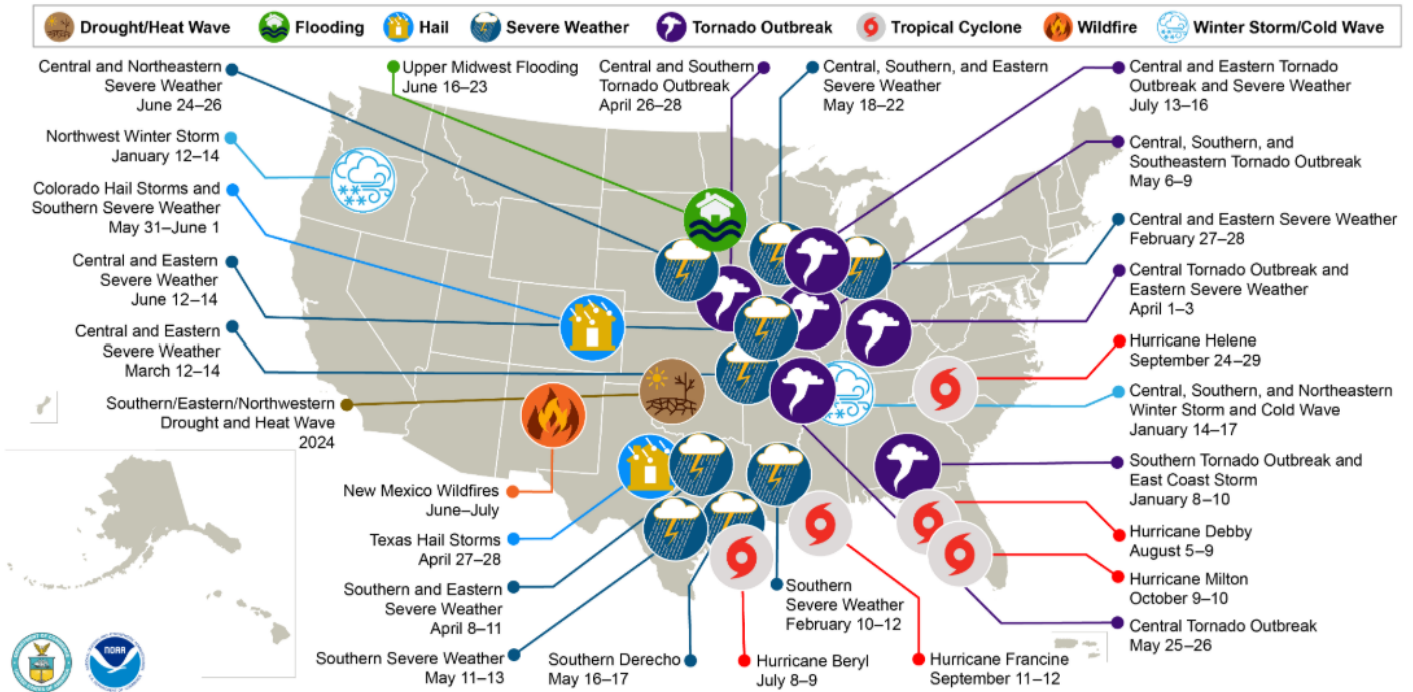 Drought/Heat Wave
Flooding
Hail
Severe Weather
Tornado Outbreak
Tropical Cyclone
Wildfire
Winter Storm/Cold Wave
Central and Northeastern
Severe Weather
June 24–26
Northwest Winter Storm
January 12–14
Colorado Hail Storms and
Southern Severe Weather
May 31–June 1
Central and Eastern
Severe Weather
June 12–14
Central and Eastern
Severe Weather
March 12–14
Southern/Eastern/Northwestern
Drought and Heat Wave
2024
Upper Midwest Flooding
June 16–23
Central and Southern
Tornado Outbreak
April 26–28
Central, Southern, and Eastern
Severe Weather
May 18–22
Central and Eastern Tornado
Outbreak and Severe Weather
July 13–16
Central, Southern, and
Southeastern Tornado Outbreak
May 6–9
Central and Eastern Severe Weather
February 27–28
Central Tornado Outbreak and
Eastern Severe Weather
April 1–3
Hurricane Helene
September 24–29
Central, Southern, and Northeastern
Winter Storm and Cold Wave
January 14–17
Southern Tornado Outbreak and
East Coast Storm
January 8–10
Hurricane Debby
August 5–9
Hurricane Milton
October 9–10
Central Tornado Outbreak
May 25–26
New Mexico Wildfires
June–July
Texas Hail Storms
April 27–28
Southern and Eastern
Severe Weather
April 8–11
Southern Severe Weather
May 11–13
Southern Derecho
May 16–17
Hurricane Beryl
July 8–9
Southern
Severe Weather
February 10–12
Hurricane Francine
September 11–12
NOAA